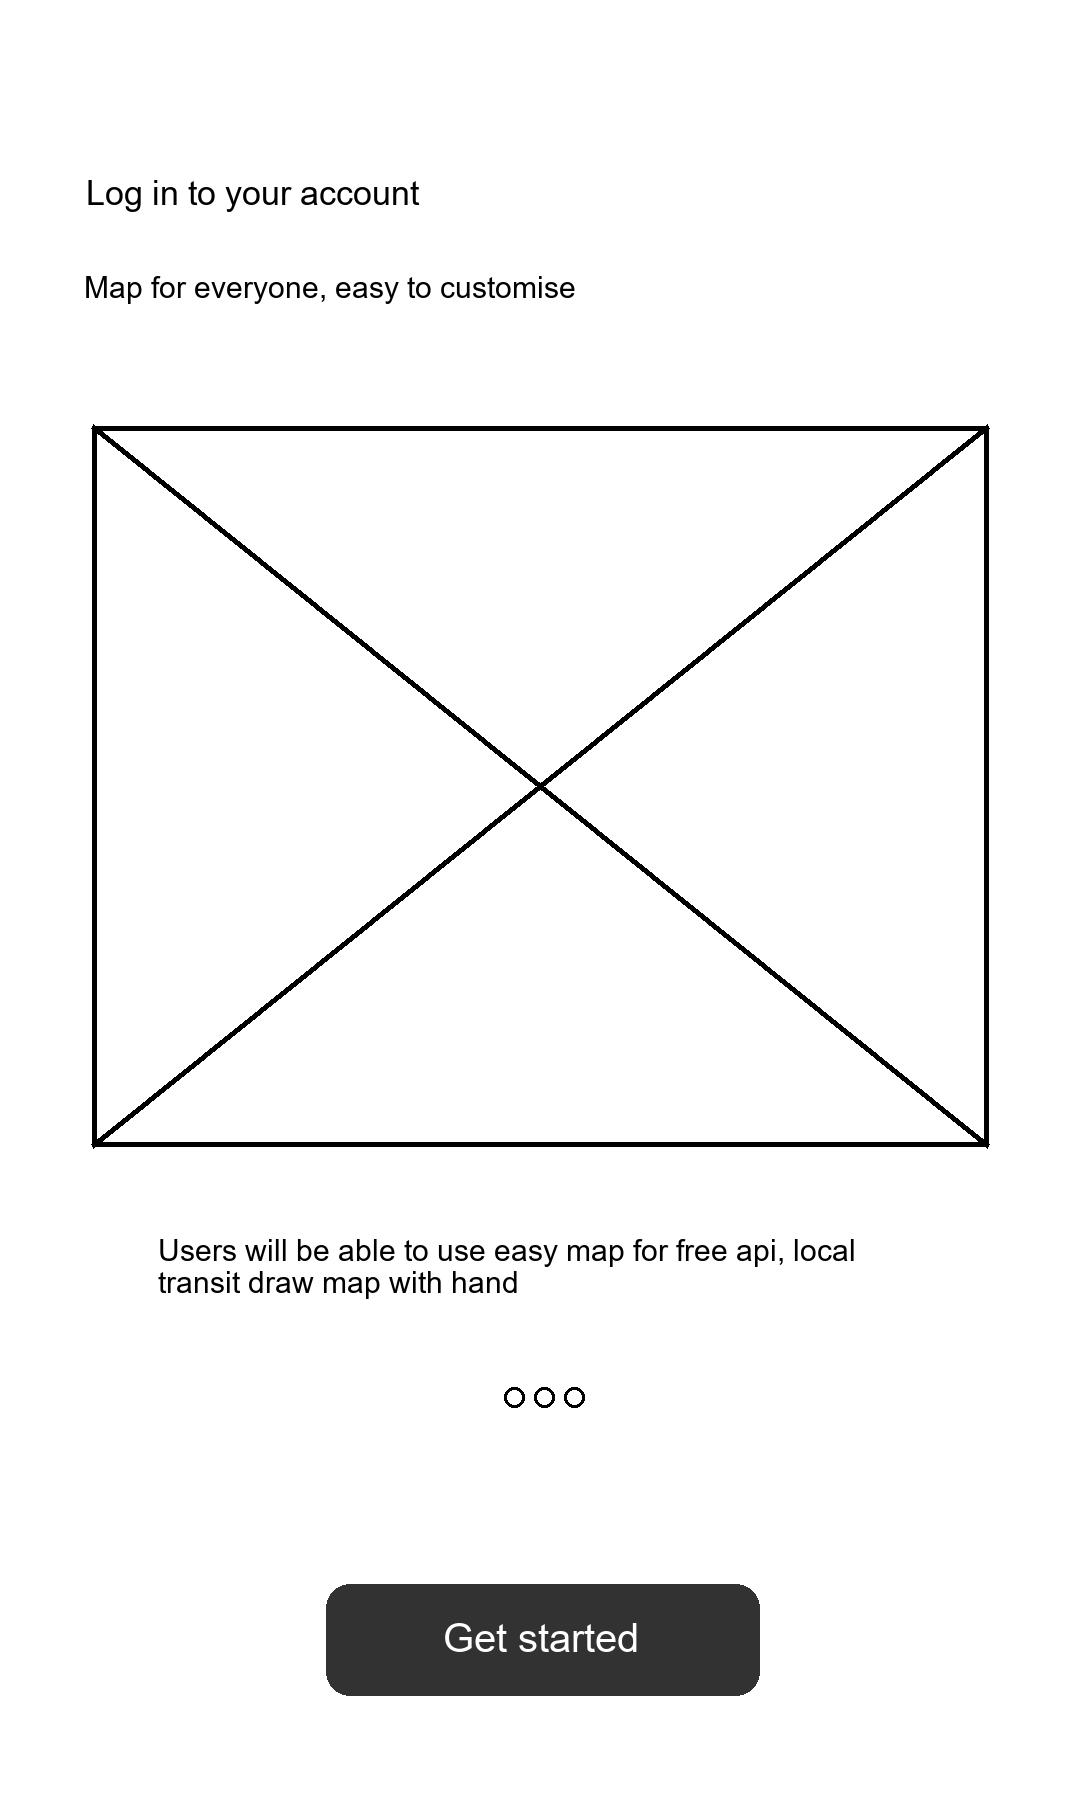 Log in to your account
Map for everyone, easy to customise
Users will be able to use easy map for free api, local
transit draw map with hand
Get started